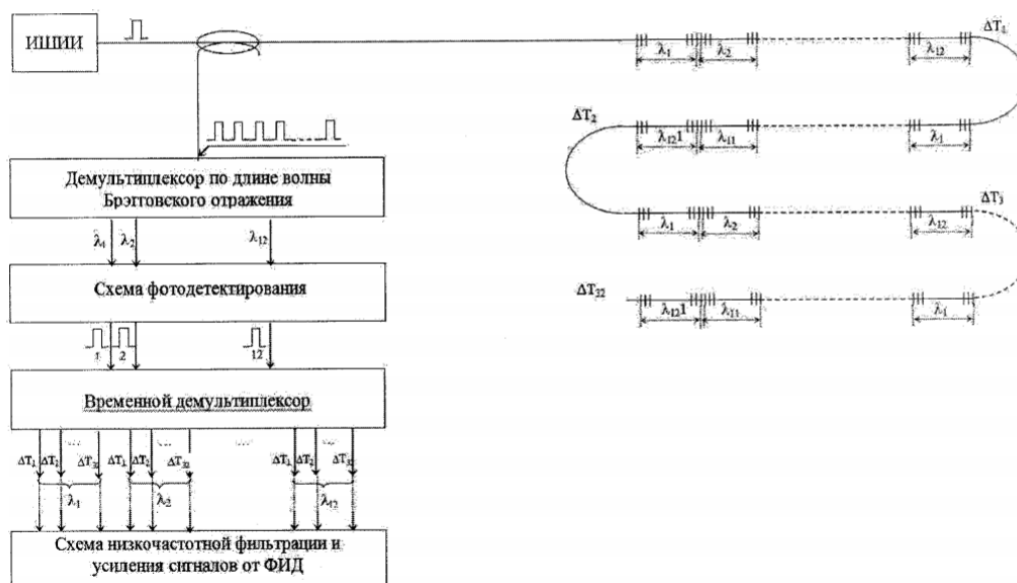 ИШИИ
λ₁ λ₂ λ₁₂ ΔT₁
ΔT₂
λ₁₂1 λ₁₁ λ₁
Демультиплексор по длине волны
Брэгговского отражения
ΔT₃
λ₁ λ₂ λ₁₂
λ₁ λ₂ λ₁₂
Схема фотодетектирования
ΔT₃₂
λ₁₂1 λ₁₁ λ₁
1 2 12
Временной демультиплексор
ΔT₁ ΔT₂ ΔT₃₂ ΔT₁ ΔT₂ ΔT₃₂ ΔT₁ ΔT₂ ΔT₃₂
λ₁ λ₂ λ₁₂
Схема низкочастотной фильтрации и
усиления сигналов от ФИД